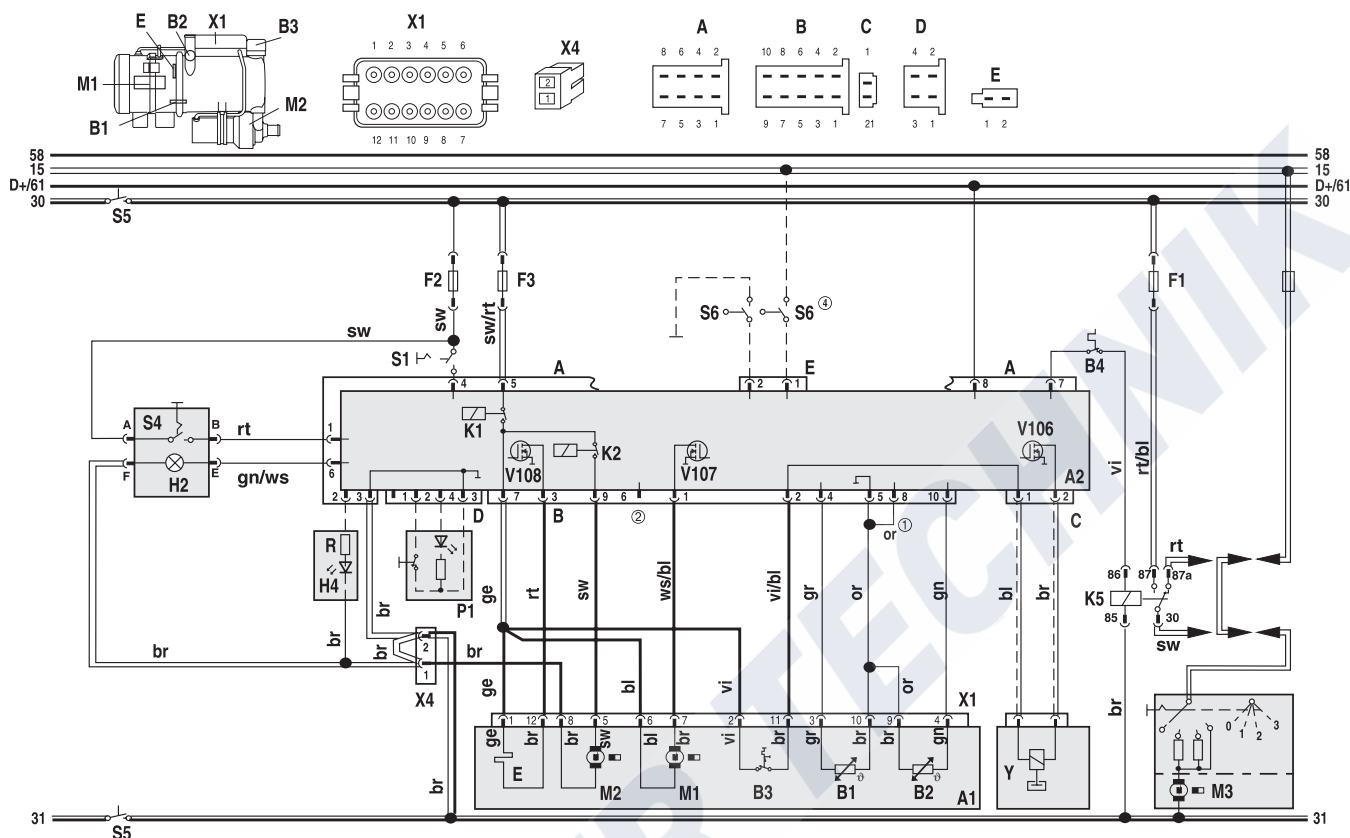 E B2 X1 B3
M1
B1
M2
X1
1 2 3 4 5 6
12 11 10 9 8 7
X4
2
1
A
8 6 4 2
7 5 3 1
B
10 8 6 4 2
9 7 5 3 1
C
1
21
D
4 2
3 1
E
1 2
58 58
15 15
D+/61 D+/61
30 30
S5
F2 F3 F1
sw sw/rt
sw
S1
S6 S6 ④
B4
A E A
4 5 2 1 8 7
S4
A B
rt
F E
gn/ws
H2
1
6
K1
K2
V108 V107 V106
A2
vi rt/bl
2 3 1 2 4 3 7 3 9 6 1 2 4 5 8 10 1 2
D B ② C
or ①
R
H4
P1
br br
ge rt sw ws/bl vi/bl gr or gn bl br
rt
86 87 87a
K5
85 30
sw
br br br
2
1
X4
ge bl vi or
X1
1 12 8 5 6 7 2 11 3 10 9 4
ge br br sw bl br vi br gr br br gn
E M2 M1 B3 B1 B2 A1
Y
br
br
0 1 2 3
M3
31 31
S5
ER TECHNIK